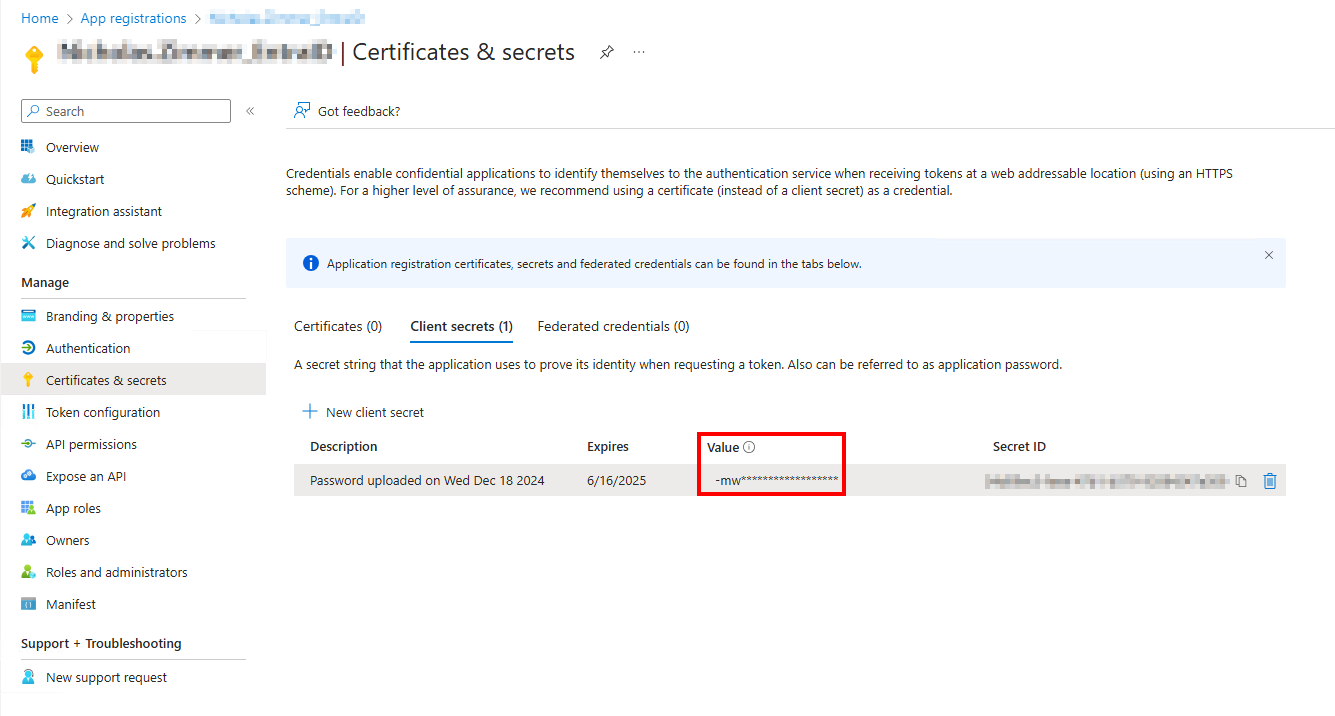 Home > App registrations >
| Certificates & secrets
Search
Got feedback?
Overview
Quickstart
Integration assistant
Diagnose and solve problems
Manage
Branding & properties
Authentication
Certificates & secrets
Token configuration
API permissions
Expose an API
App roles
Owners
Roles and administrators
Manifest
Support + Troubleshooting
New support request
Credentials enable confidential applications to identify themselves to the authentication service when receiving tokens at a web addressable location (using an HTTPS
scheme). For a higher level of assurance, we recommend using a certificate (instead of a client secret) as a credential.
Application registration certificates, secrets and federated credentials can be found in the tabs below.
Certificates (0) Client secrets (1) Federated credentials (0)
A secret string that the application uses to prove its identity when requesting a token. Also can be referred to as application password.
New client secret
Description Expires Value Secret ID
Password uploaded on Wed Dec 18 2024 6/16/2025 -mw******************